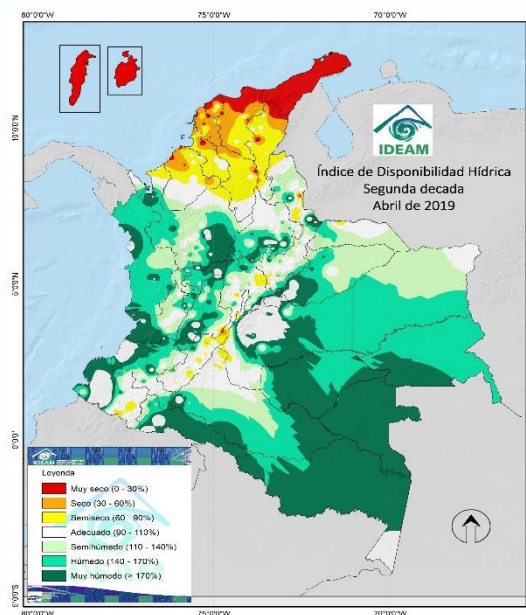 80°0'0"W 75°0'0"W 70°0'0"W
10°0'0"N
5°0'0"N
0°0'0"
5°0'0"S
IDEAM
Índice de Disponibilidad Hídrica
Segunda decada
Abril de 2019
IDEAM
Leyenda
Muy seco (0 - 30%)
Seco (30 - 60%)
Semiseco (60 - 90%)
Adecuado (90 - 110%)
Semihúmedo (110 - 140%)
Húmedo (140 - 170%)
Muy húmedo (> 170%)
80°0'0"W 75°0'0"W 70°0'0"W